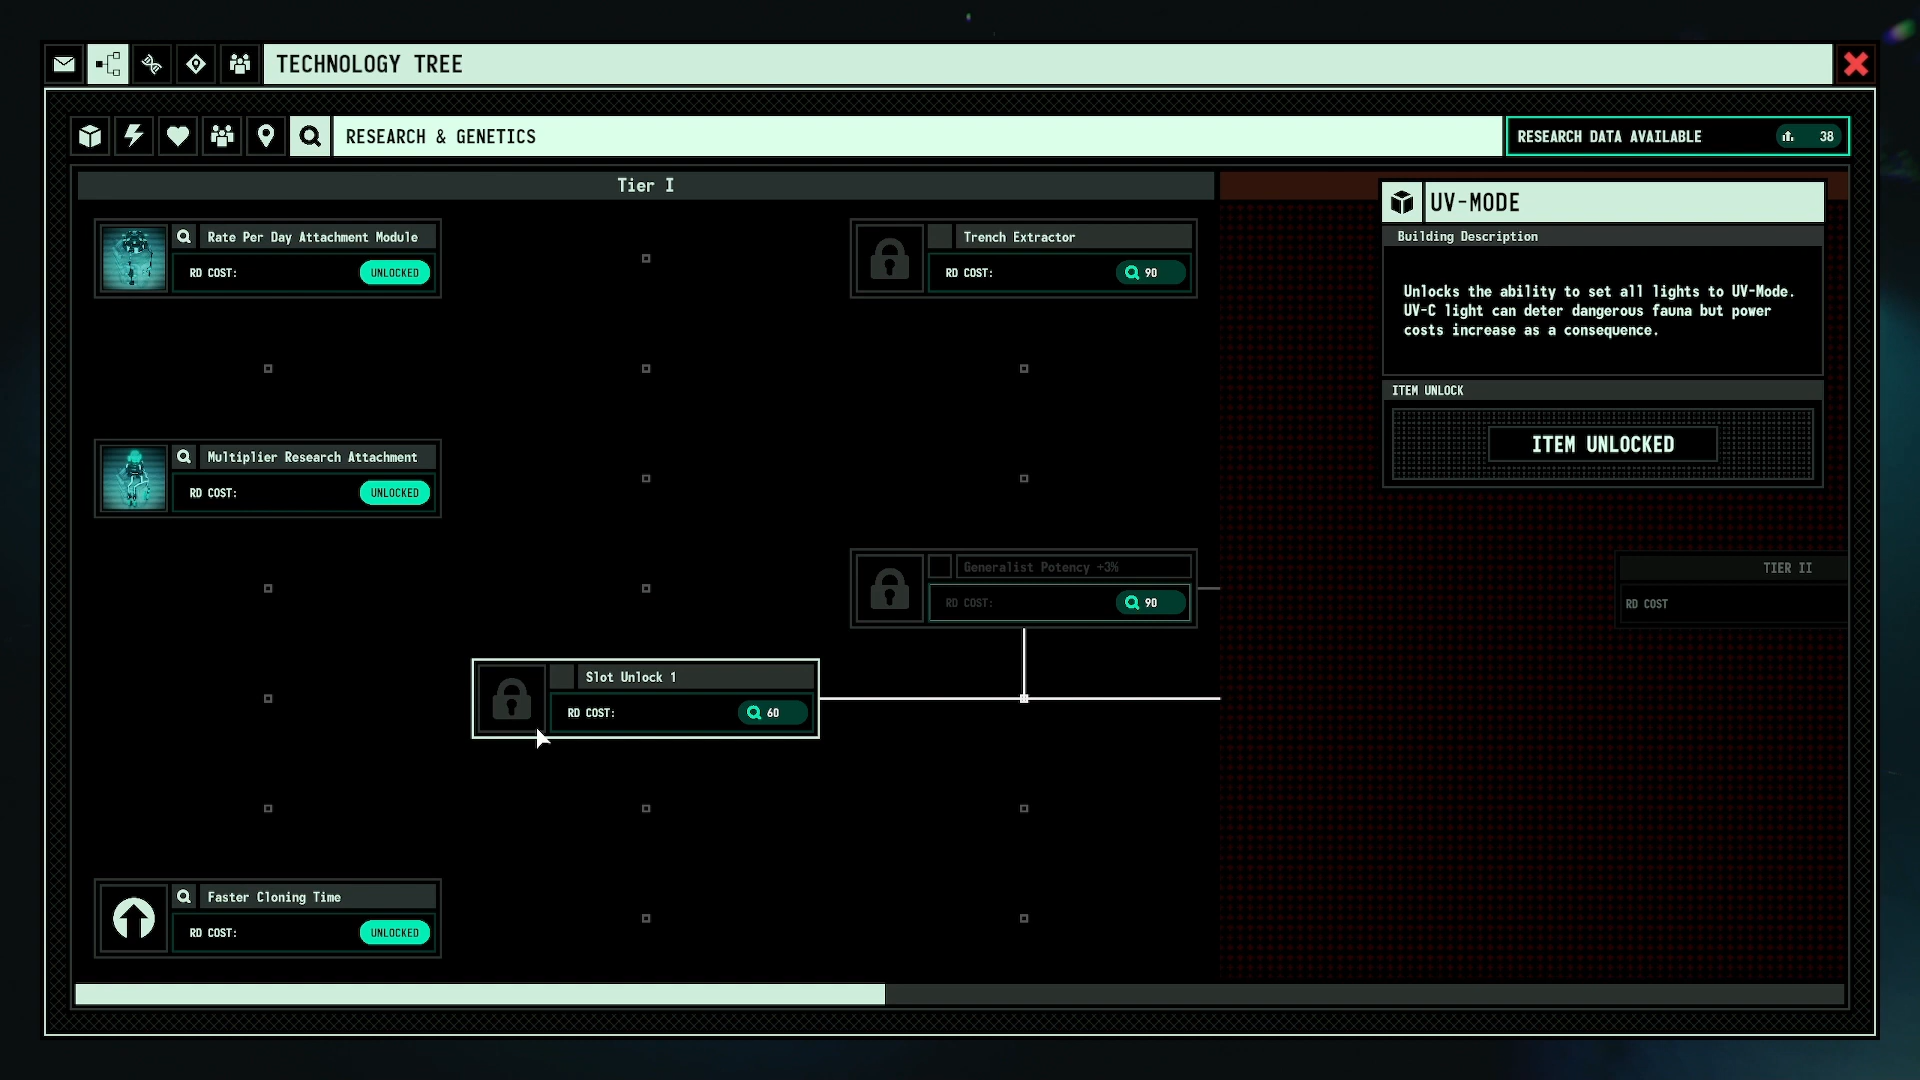 TECHNOLOGY TREE
RESEARCH & GENETICS
RESEARCH DATA AVAILABLE 38
Tier I
Rate Per Day Attachment Module
RD COST: UNLOCKED
Trench Extractor
RD COST: 90
Multiplier Research Attachment
RD COST: UNLOCKED
Generalist Potency +3%
RD COST: 90
Slot Unlock 1
RD COST: 60
Faster Cloning Time
RD COST: UNLOCKED
UV-MODE
Building Description
Unlocks the ability to set all lights to UV-Mode.
UV-C light can deter dangerous fauna but power
costs increase as a consequence.
ITEM UNLOCK
ITEM UNLOCKED
TIER II
RD COST